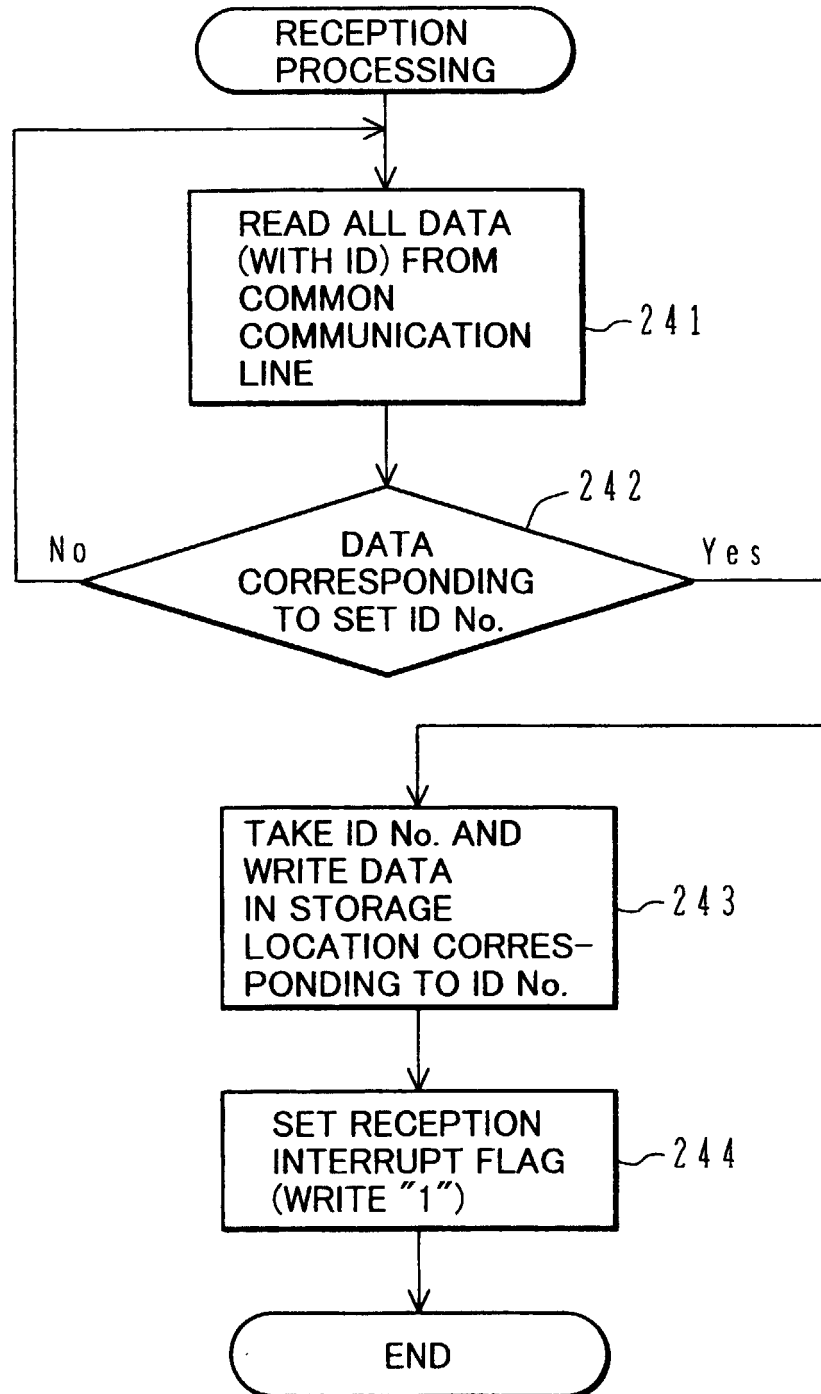 RECEPTION
PROCESSING
READ ALL DATA
(WITH ID) FROM
COMMON
COMMUNICATION
LINE
241
242
No
Yes
DATA
CORRESPONDING
TO SET ID No.
TAKE ID No. AND
WRITE DATA
IN STORAGE
LOCATION CORRES-
PONDING TO ID No.
243
SET RECEPTION
INTERRUPT FLAG
(WRITE "1")
244
END